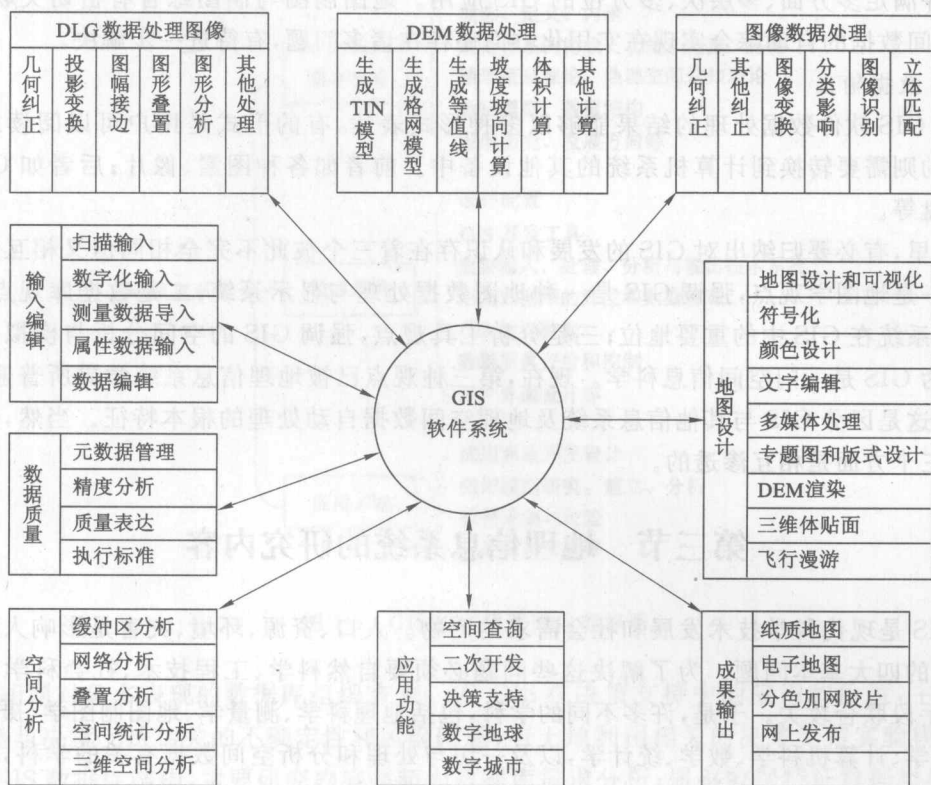 DLG数据处理图像
几何纠正
投影变换
图幅接边
图形叠置
图形分析
其他处理
DEM数据处理
生成TIN模型
生成格网模型
生成等值线
坡度坡向计算
体积计算
其他计算
图像数据处理
几何纠正
其他纠正
图像变换
分类影响
图像识别
立体匹配
输入编辑
扫描输入
数字化输入
测量数据导入
属性数据输入
数据编辑
数据质量
元数据管理
精度分析
质量表达
执行标准
空间分析
缓冲区分析
网络分析
叠置分析
空间统计分析
三维空间分析
GIS
软件系统
应用功能
空间查询
二次开发
决策支持
数字地球
数字城市
地图设计
地图设计和可视化
符号化
颜色设计
文字编辑
多媒体处理
专题图和版式设计
DEM渲染
三维体贴面
飞行漫游
成果输出
纸质地图
电子地图
分色加网胶片
网上发布